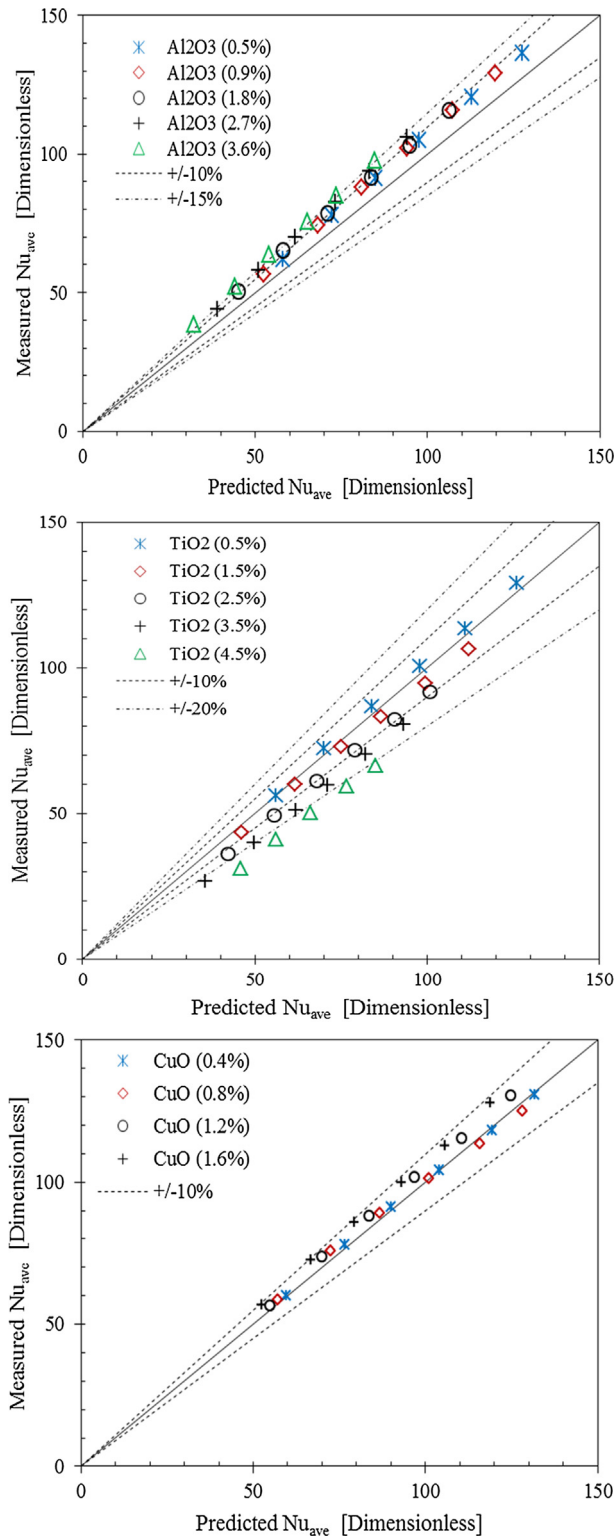 150
100
50
0
Measured Nuave [Dimensionless]
Al2O3 (0.5%)
Al2O3 (0.9%)
Al2O3 (1.8%)
Al2O3 (2.7%)
Al2O3 (3.6%)
+/-10%
+/-15%
0 50 100 150
Predicted Nuave [Dimensionless]
150
100
50
0
Measured Nuave [Dimensionless]
TiO2 (0.5%)
TiO2 (1.5%)
TiO2 (2.5%)
TiO2 (3.5%)
TiO2 (4.5%)
+/-10%
+/-20%
0 50 100 150
Predicted Nuave [Dimensionless]
150
100
50
0
Measured Nuave [Dimensionless]
CuO (0.4%)
CuO (0.8%)
CuO (1.2%)
CuO (1.6%)
+/-10%
0 50 100 150
Predicted Nuave [Dimensionless]